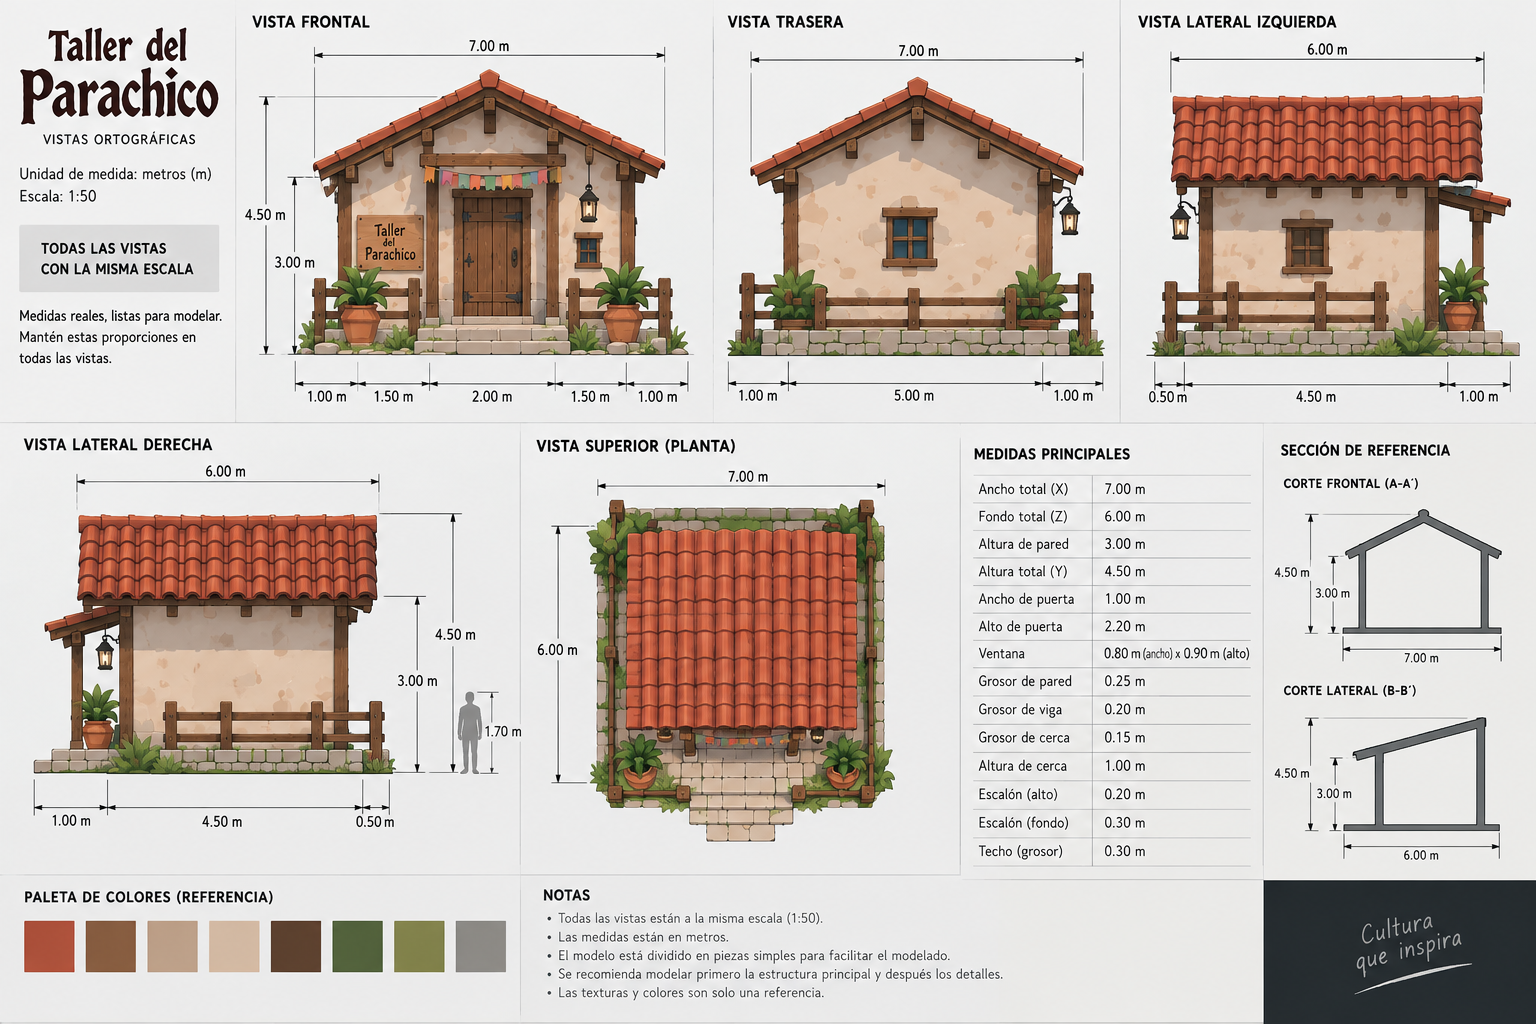 Taller del
Parachico
VISTAS ORTOGRÁFICAS
Unidad de medida: metros (m)
Escala: 1:50
TODAS LAS VISTAS
CON LA MISMA ESCALA
Medidas reales, listas para modelar.
Mantén estas proporciones en
todas las vistas.
VISTA FRONTAL
7.00 m
4.50 m
3.00 m
Taller
del
Parachico
1.00 m
1.50 m
2.00 m
1.50 m
1.00 m
VISTA TRASERA
7.00 m
1.00 m
5.00 m
1.00 m
VISTA LATERAL IZQUIERDA
6.00 m
0.50 m
4.50 m
1.00 m
VISTA LATERAL DERECHA
6.00 m
4.50 m
3.00 m
1.70 m
1.00 m
4.50 m
0.50 m
VISTA SUPERIOR (PLANTA)
7.00 m
6.00 m
MEDIDAS PRINCIPALES
Ancho total (X) 7.00 m
Fondo total (Z) 6.00 m
Altura de pared 3.00 m
Altura total (Y) 4.50 m
Ancho de puerta 1.00 m
Alto de puerta 2.20 m
Ventana 0.80 m (ancho) x 0.90 m (alto)
Grosor de pared 0.25 m
Grosor de viga 0.20 m
Grosor de cerca 0.15 m
Altura de cerca 1.00 m
Escalón (alto) 0.20 m
Escalón (fondo) 0.30 m
Techo (grosor) 0.30 m
SECCIÓN DE REFERENCIA
CORTE FRONTAL (A-A´)
4.50 m
3.00 m
7.00 m
CORTE LATERAL (B-B´)
4.50 m
3.00 m
6.00 m
PALETA DE COLORES (REFERENCIA)
NOTAS
• Todas las vistas están a la misma escala (1:50).
• Las medidas están en metros.
• El modelo está dividido en piezas simples para facilitar el modelado.
• Se recomienda modelar primero la estructura principal y después los detalles.
• Las texturas y colores son solo una referencia.
Cultura
que inspira